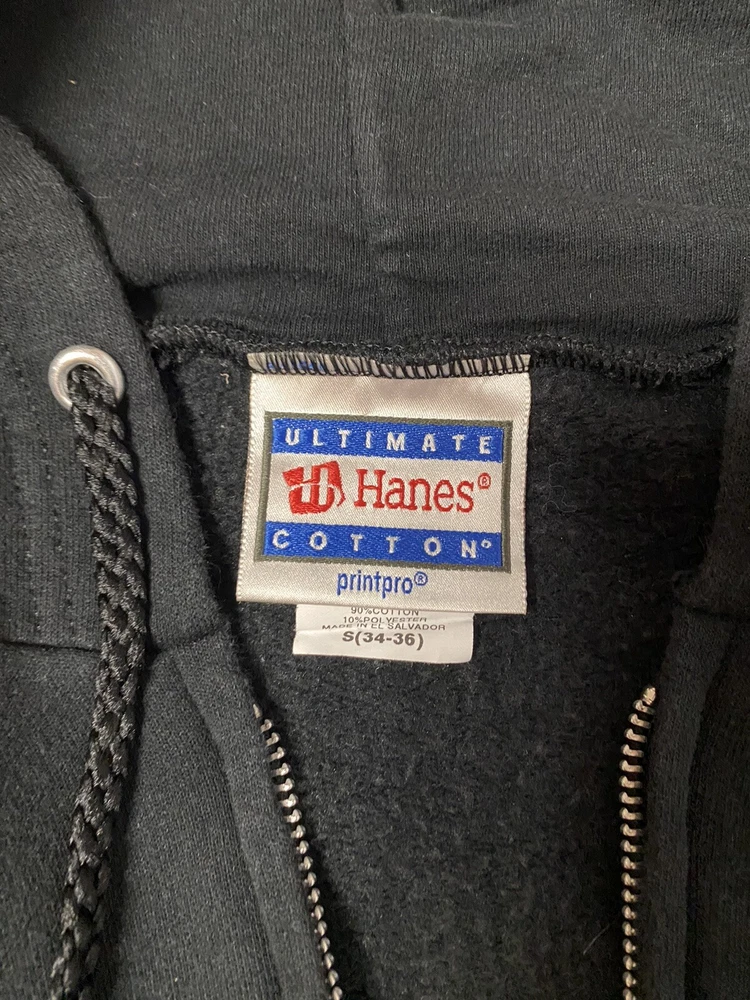 ULTIMATE
Hanes®
COTTON®
printpro®
90%COTTON
10%POLYESTER
MADE IN EL SALVADOR
S(34-36)